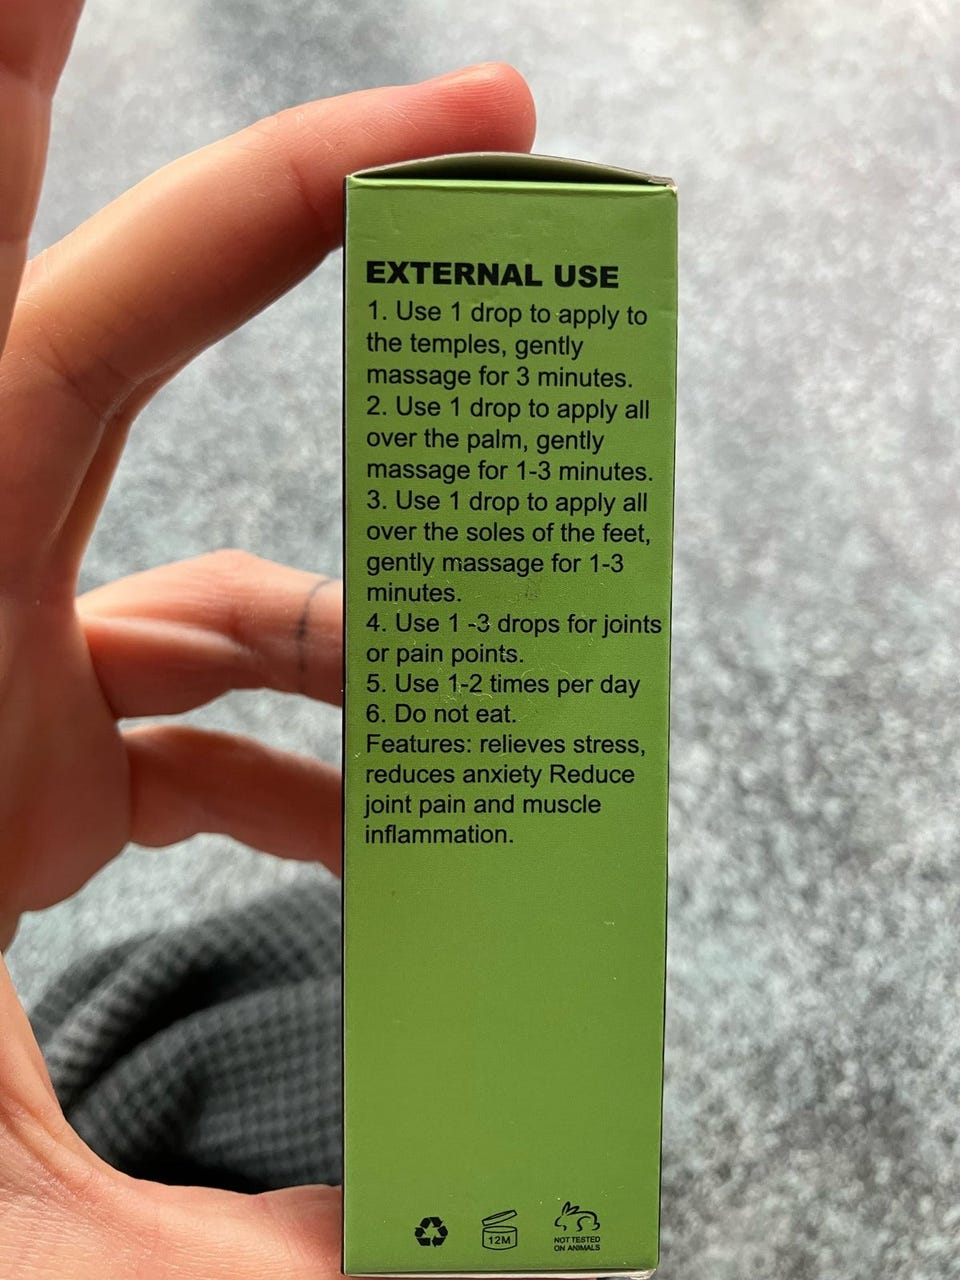 EXTERNAL USE
1. Use 1 drop to apply to
the temples, gently
massage for 3 minutes.
2. Use 1 drop to apply all
over the palm, gently
massage for 1-3 minutes.
3. Use 1 drop to apply all
over the soles of the feet,
gently massage for 1-3
minutes.
4. Use 1 -3 drops for joints
or pain points.
5. Use 1-2 times per day
6. Do not eat.
Features: relieves stress,
reduces anxiety Reduce
joint pain and muscle
inflammation.
12M
NOT TESTED
ON ANIMALS